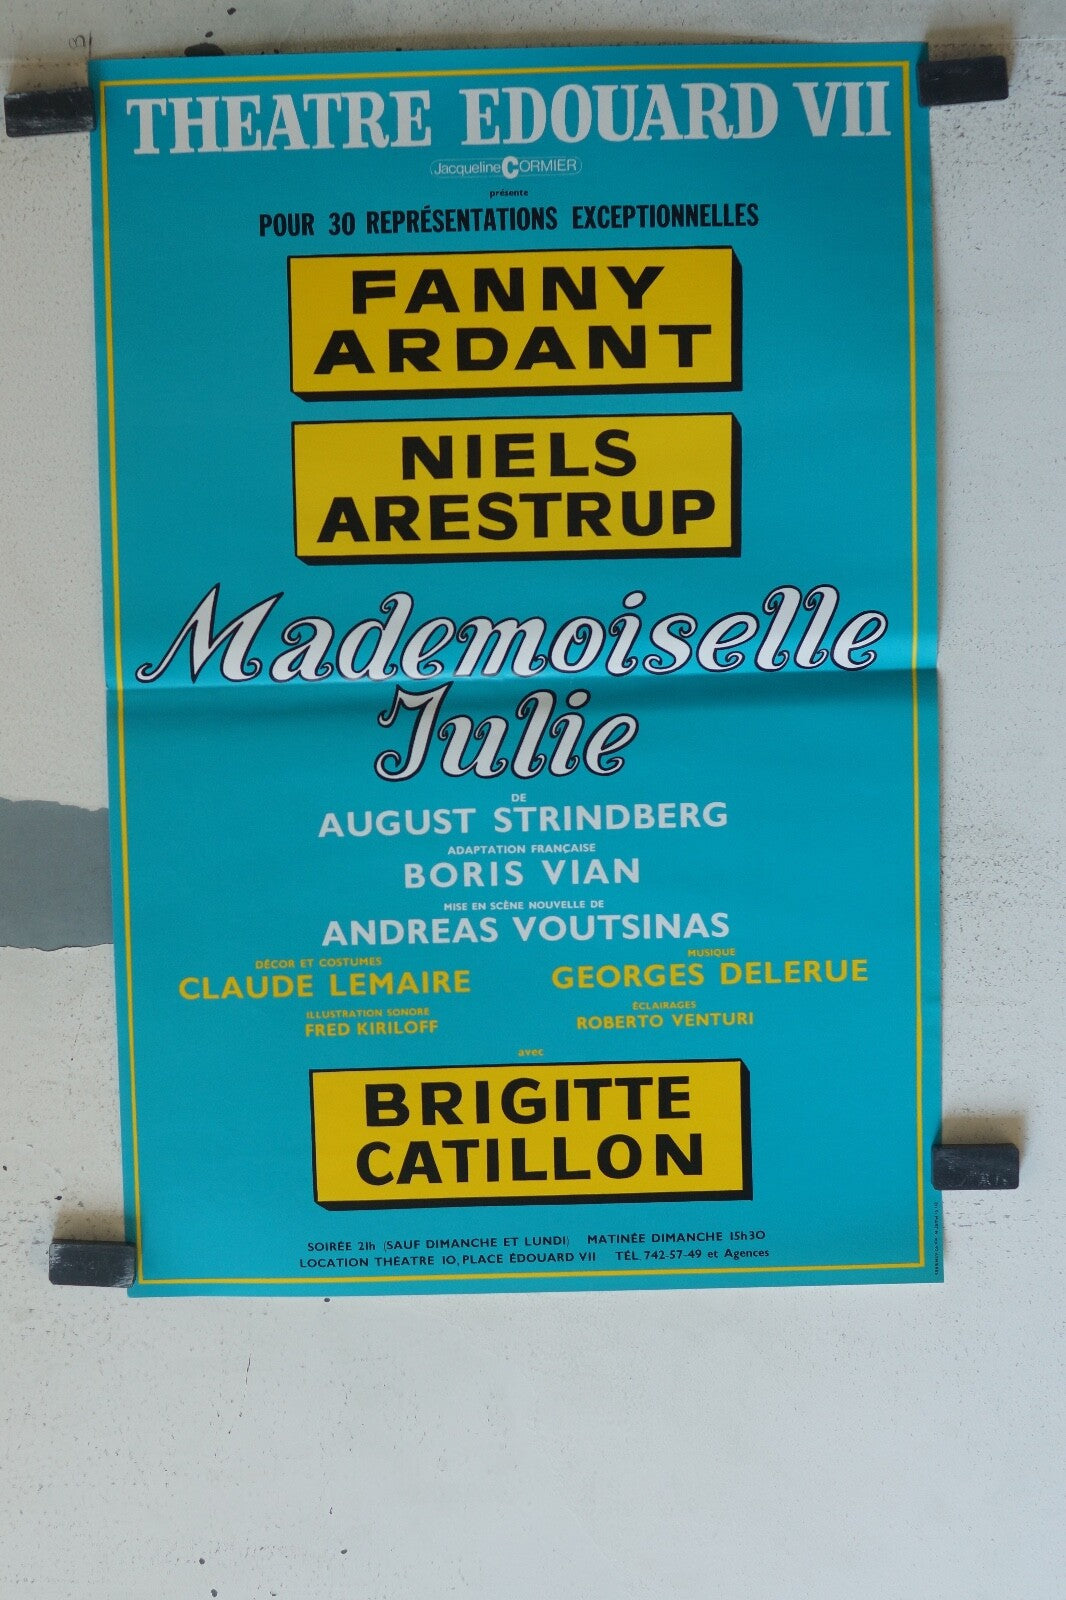 THEATRE EDOUARD VII
Jacqueline CORMIER
présente
POUR 30 REPRÉSENTATIONS EXCEPTIONNELLES
FANNY
ARDANT
NIELS
ARESTRUP
Mademoiselle
Julie
DE
AUGUST STRINDBERG
ADAPTATION FRANÇAISE
BORIS VIAN
MISE EN SCÈNE NOUVELLE DE
ANDREAS VOUTSINAS
DÉCOR ET COSTUMES
CLAUDE LEMAIRE
MUSIQUE
GEORGES DELERUE
ILLUSTRATION SONORE
FRED KIRILOFF
ÉCLAIRAGES
ROBERTO VENTURI
avec
BRIGITTE
CATILLON
SOIRÉE 21h (SAUF DIMANCHE ET LUNDI) MATINÉE DIMANCHE 15h30
LOCATION THÉATRE 10, PLACE ÉDOUARD VII TÉL. 742-57-49 et Agences